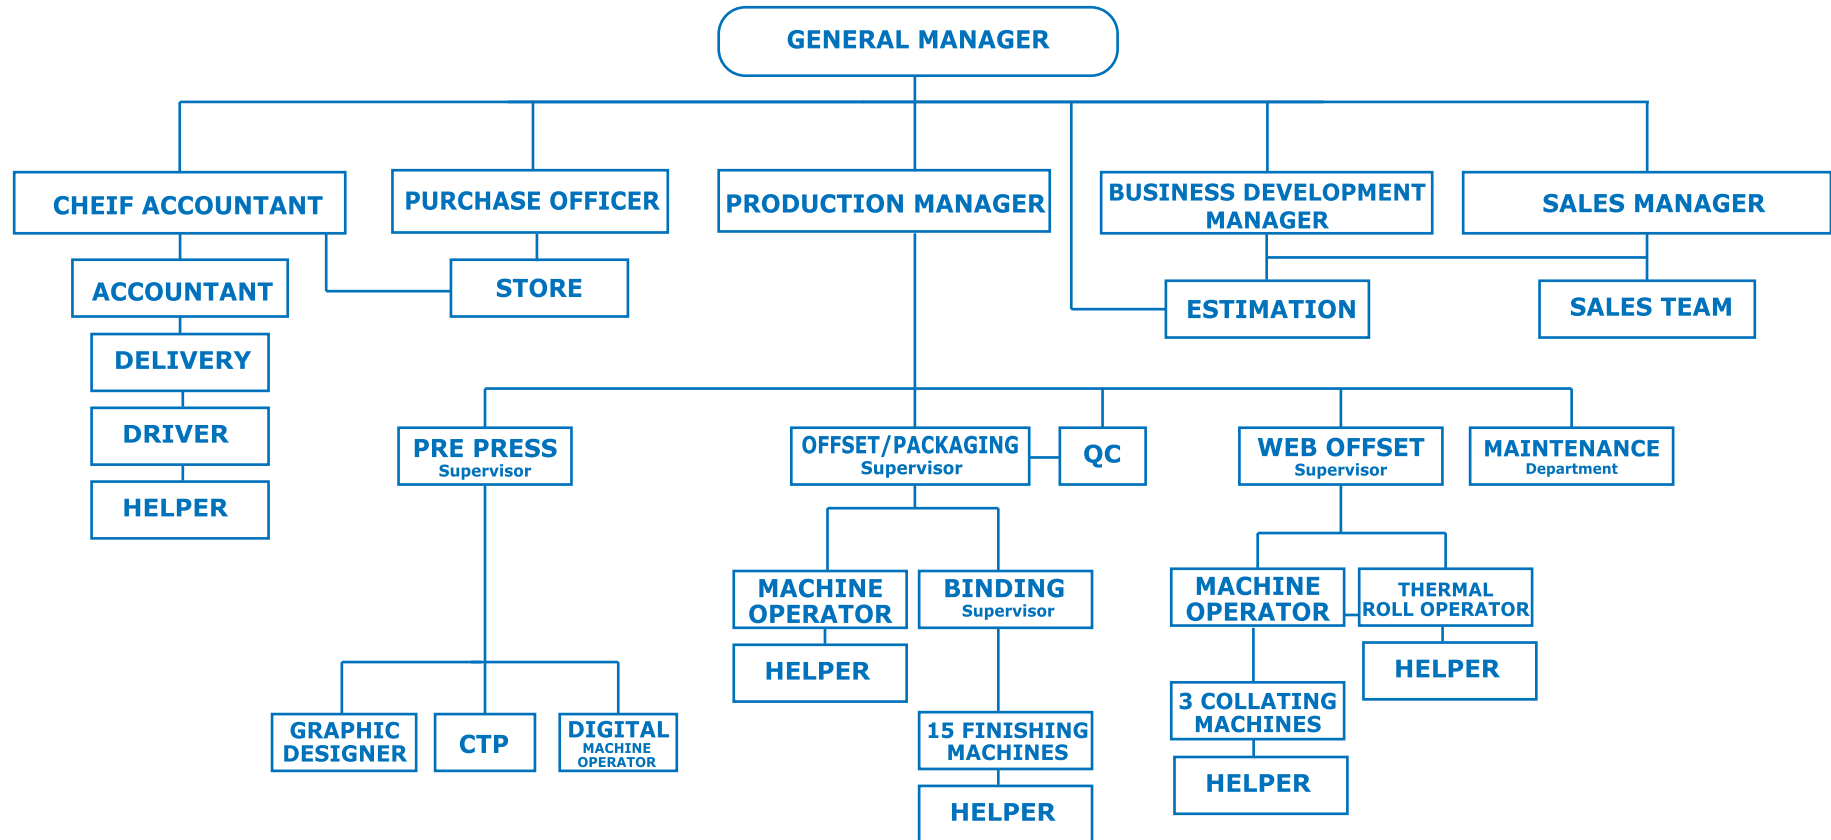 GENERAL MANAGER
CHEIF ACCOUNTANT
PURCHASE OFFICER
PRODUCTION MANAGER
BUSINESS DEVELOPMENT
MANAGER
SALES MANAGER
ACCOUNTANT
STORE
ESTIMATION
SALES TEAM
DELIVERY
DRIVER
HELPER
PRE PRESS
Supervisor
OFFSET/PACKAGING
Supervisor
QC
WEB OFFSET
Supervisor
MAINTENANCE
Department
MACHINE
OPERATOR
HELPER
BINDING
Supervisor
MACHINE
OPERATOR
THERMAL
ROLL OPERATOR
HELPER
GRAPHIC
DESIGNER
CTP
DIGITAL
MACHINE
OPERATOR
15 FINISHING
MACHINES
HELPER
3 COLLATING
MACHINES
HELPER